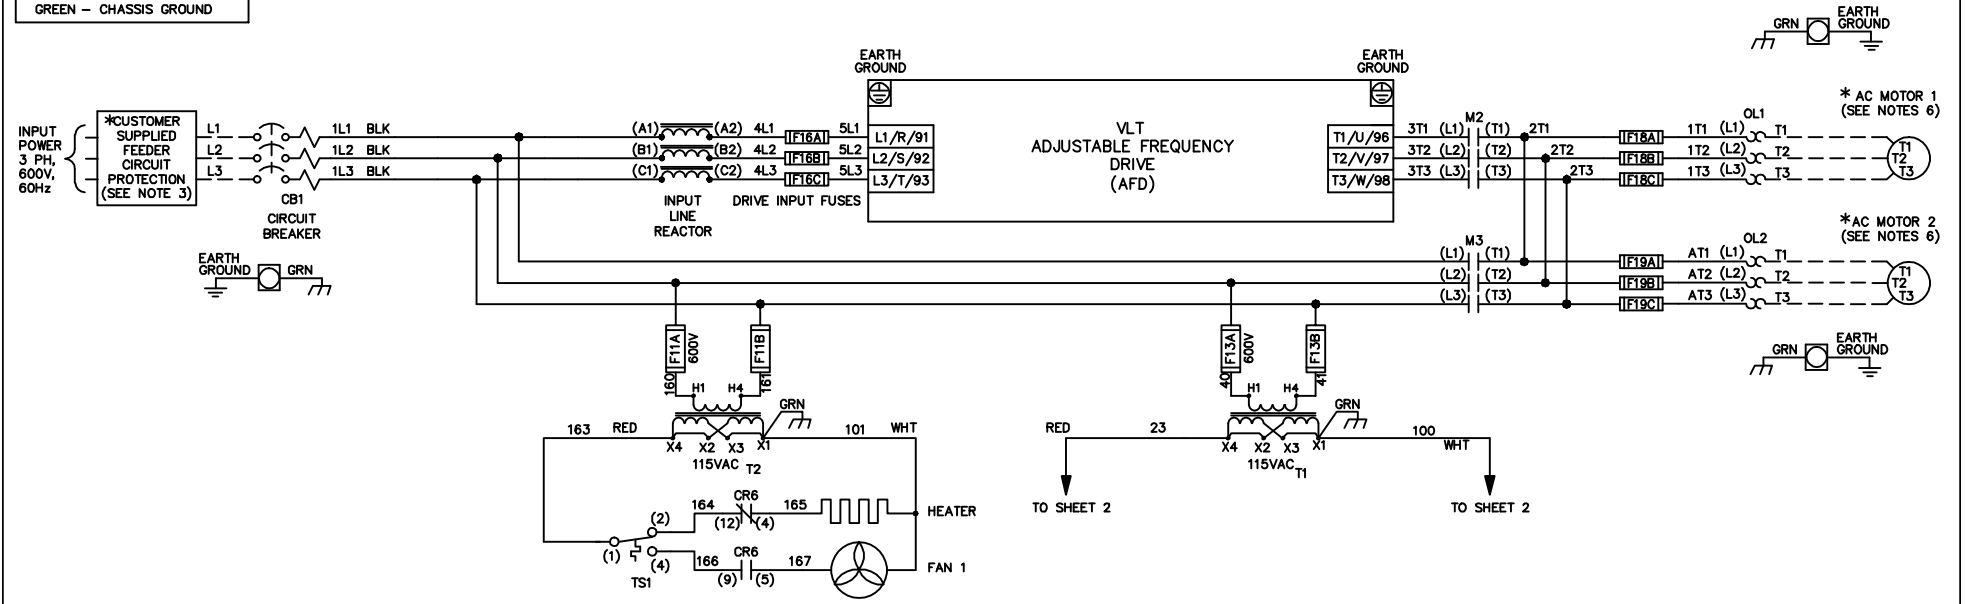 GREEN – CHASSIS GROUND
GRN
EARTH
GROUND
EARTH
GROUND
EARTH
GROUND
* AC MOTOR 1
(SEE NOTES 6)
INPUT
POWER
3 PH,
600V,
60Hz
*CUSTOMER
SUPPLIED
FEEDER
CIRCUIT
PROTECTION
(SEE NOTE 3)
L1
L2
L3
CB1
CIRCUIT
BREAKER
1L1 BLK
1L2 BLK
1L3 BLK
(A1) (A2) 4L1 F16A 5L1 L1/R/91
(B1) (B2) 4L2 F16B 5L2 L2/S/92
(C1) (C2) 4L3 F16C 5L3 L3/T/93
INPUT
LINE
REACTOR
DRIVE INPUT FUSES
VLT
ADJUSTABLE FREQUENCY
DRIVE
(AFD)
M2
OL1
T1/U/96 3T1 (L1) (T1) 2T1 F18A 1T1 (L1) T1
T2/V/97 3T2 (L2) (T2) 2T2 F18B 1T2 (L2) T2
T3/W/98 3T3 (L3) (T3) 2T3 F18C 1T3 (L3) T3
T1
T2
T3
*AC MOTOR 2
(SEE NOTES 6)
M3
OL2
(L1) (T1) F19A AT1 (L1) T1
(L2) (T2) F19B AT2 (L2) T2
(L3) (T3) F19C AT3 (L3) T3
T1
T2
T3
EARTH
GROUND
GRN
GRN
EARTH
GROUND
F11A
600V
F11B
160
161
H1 H4
GRN
163 RED
101 WHT
X4 X2 X3 X1
115VAC T2
F13A
600V
F13B
40
41
H1 H4
GRN
RED 23
100
WHT
X4 X2 X3 X1
115VAC T1
TO SHEET 2
TO SHEET 2
164 CR6 165
(12) (4)
HEATER
(2)
(1)
(4)
TS1
166 CR6 167
(9) (5)
FAN 1